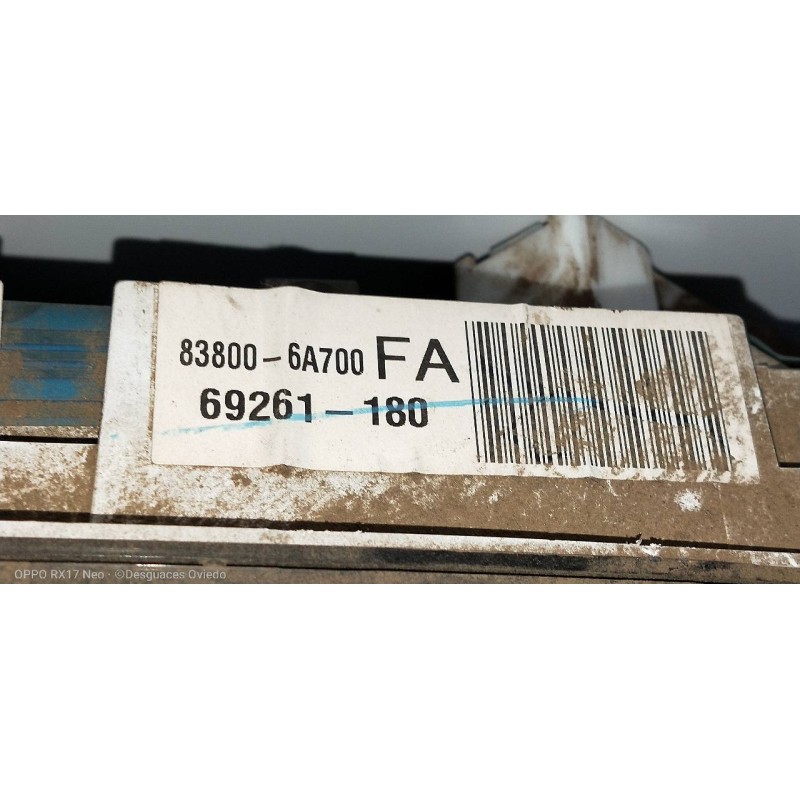 83800-6A700 FA
69261-180
OPPO RX17 Neo · ©Desguaces Oviedo